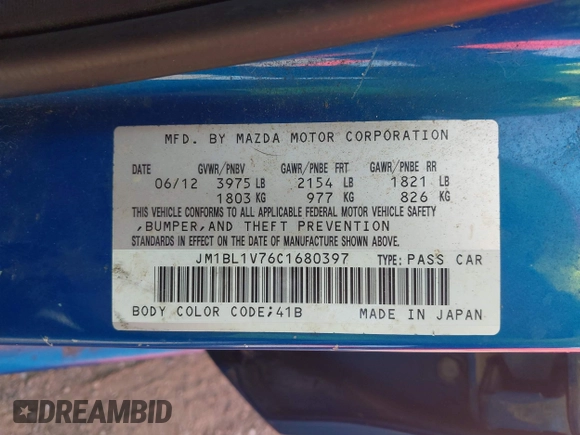 MFD. BY MAZDA MOTOR CORPORATION
DATE GVWR/PNBV GAWR/PNBE FRT GAWR/PNBE RR
06/12 3975 LB 2154 LB 1821 LB
1803 KG 977 KG 826 KG
THIS VEHICLE CONFORMS TO ALL APPLICABLE FEDERAL MOTOR VEHICLE SAFETY
,BUMPER,AND THEFT PREVENTION
STANDARDS IN EFFECT ON THE DATE OF MANUFACTURE SHOWN ABOVE.
JM1BL1V76C1680397 TYPE: PASS CAR
BODY COLOR CODE;41B MADE IN JAPAN
DREAMBID